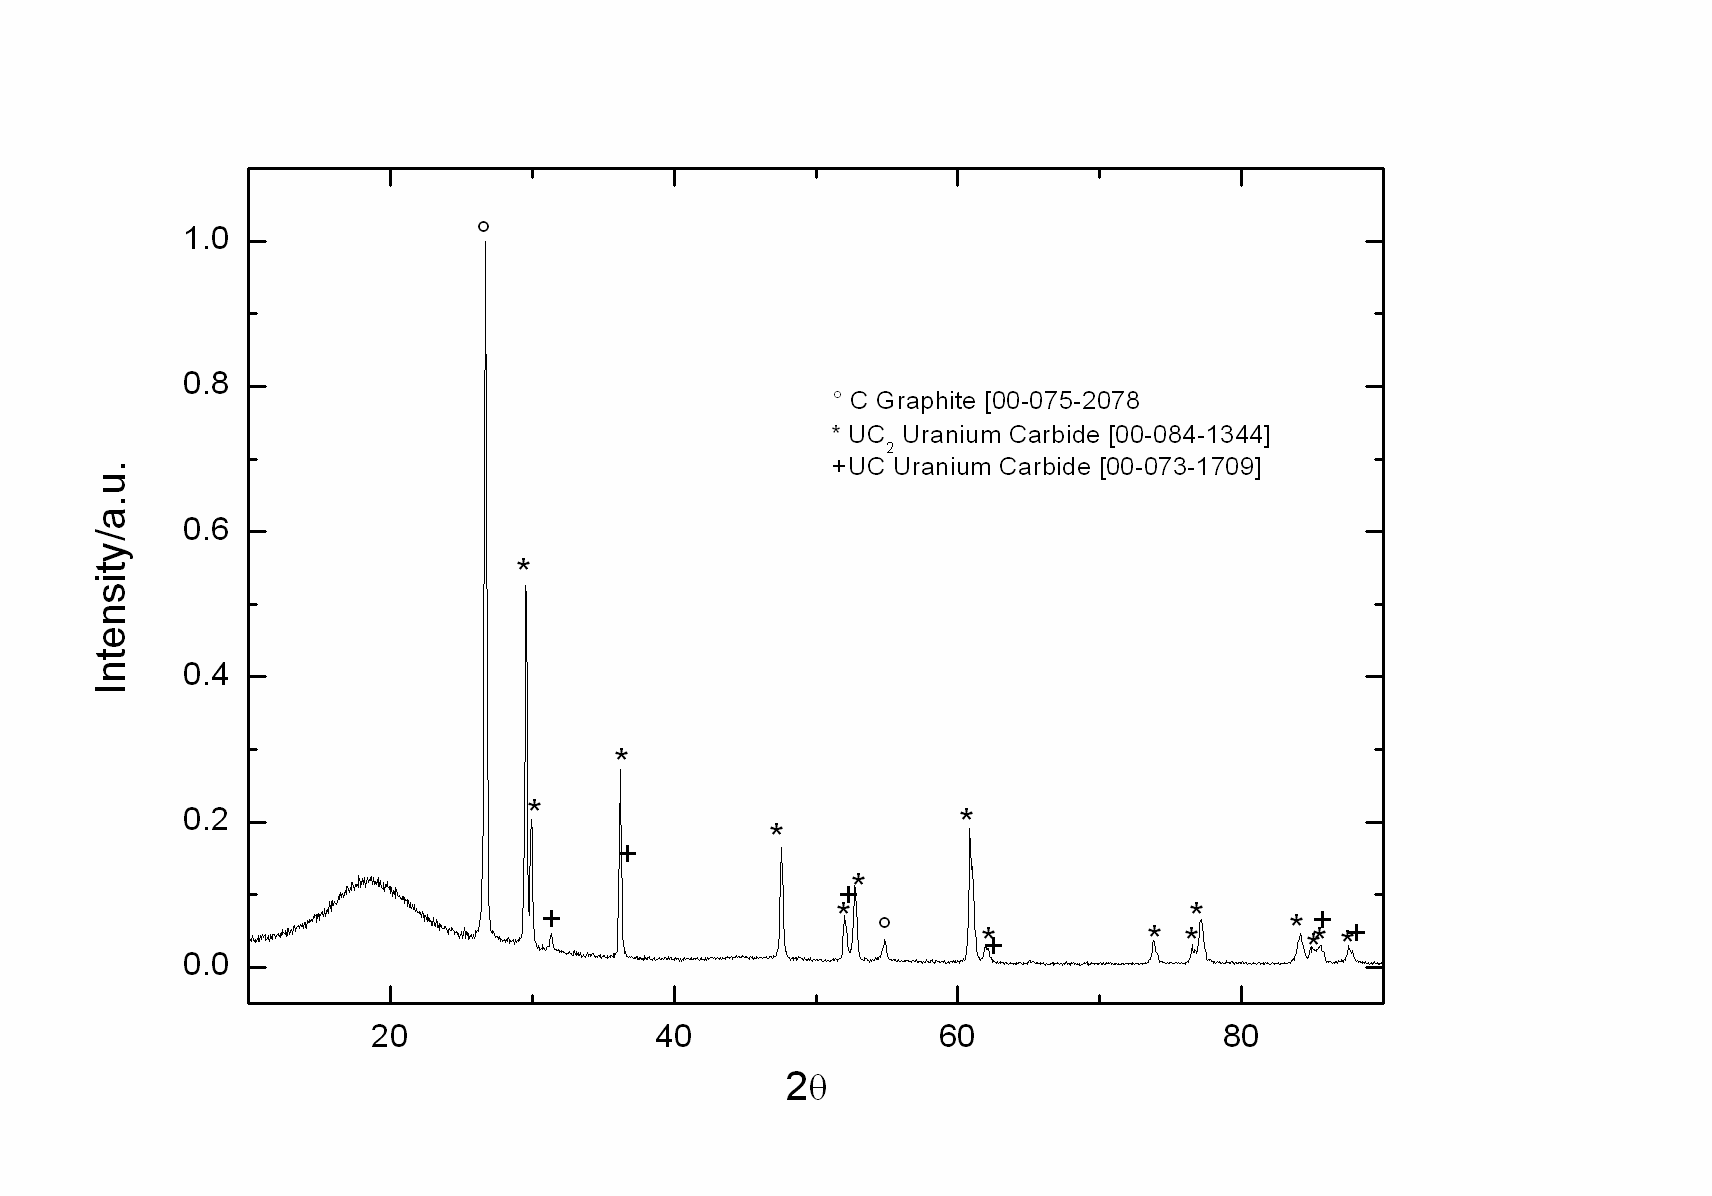 1.0
0.8
0.6
0.4
0.2
0.0
Intensity/a.u.
° C Graphite [00-075-2078
* UC₂ Uranium Carbide [00-084-1344]
+UC Uranium Carbide [00-073-1709]
20 40 60 80
2θ